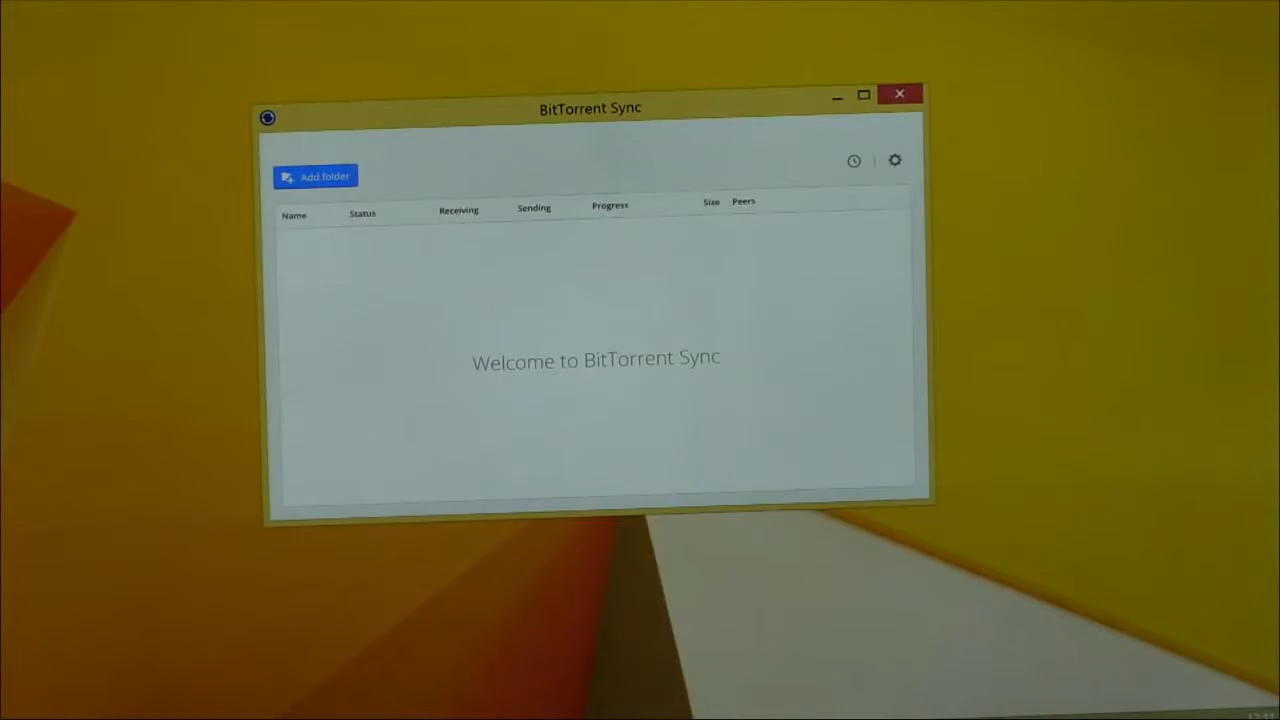 BitTorrent Sync
Add folder
Name Status Receiving Sending Progress Size Peers
Welcome to BitTorrent Sync